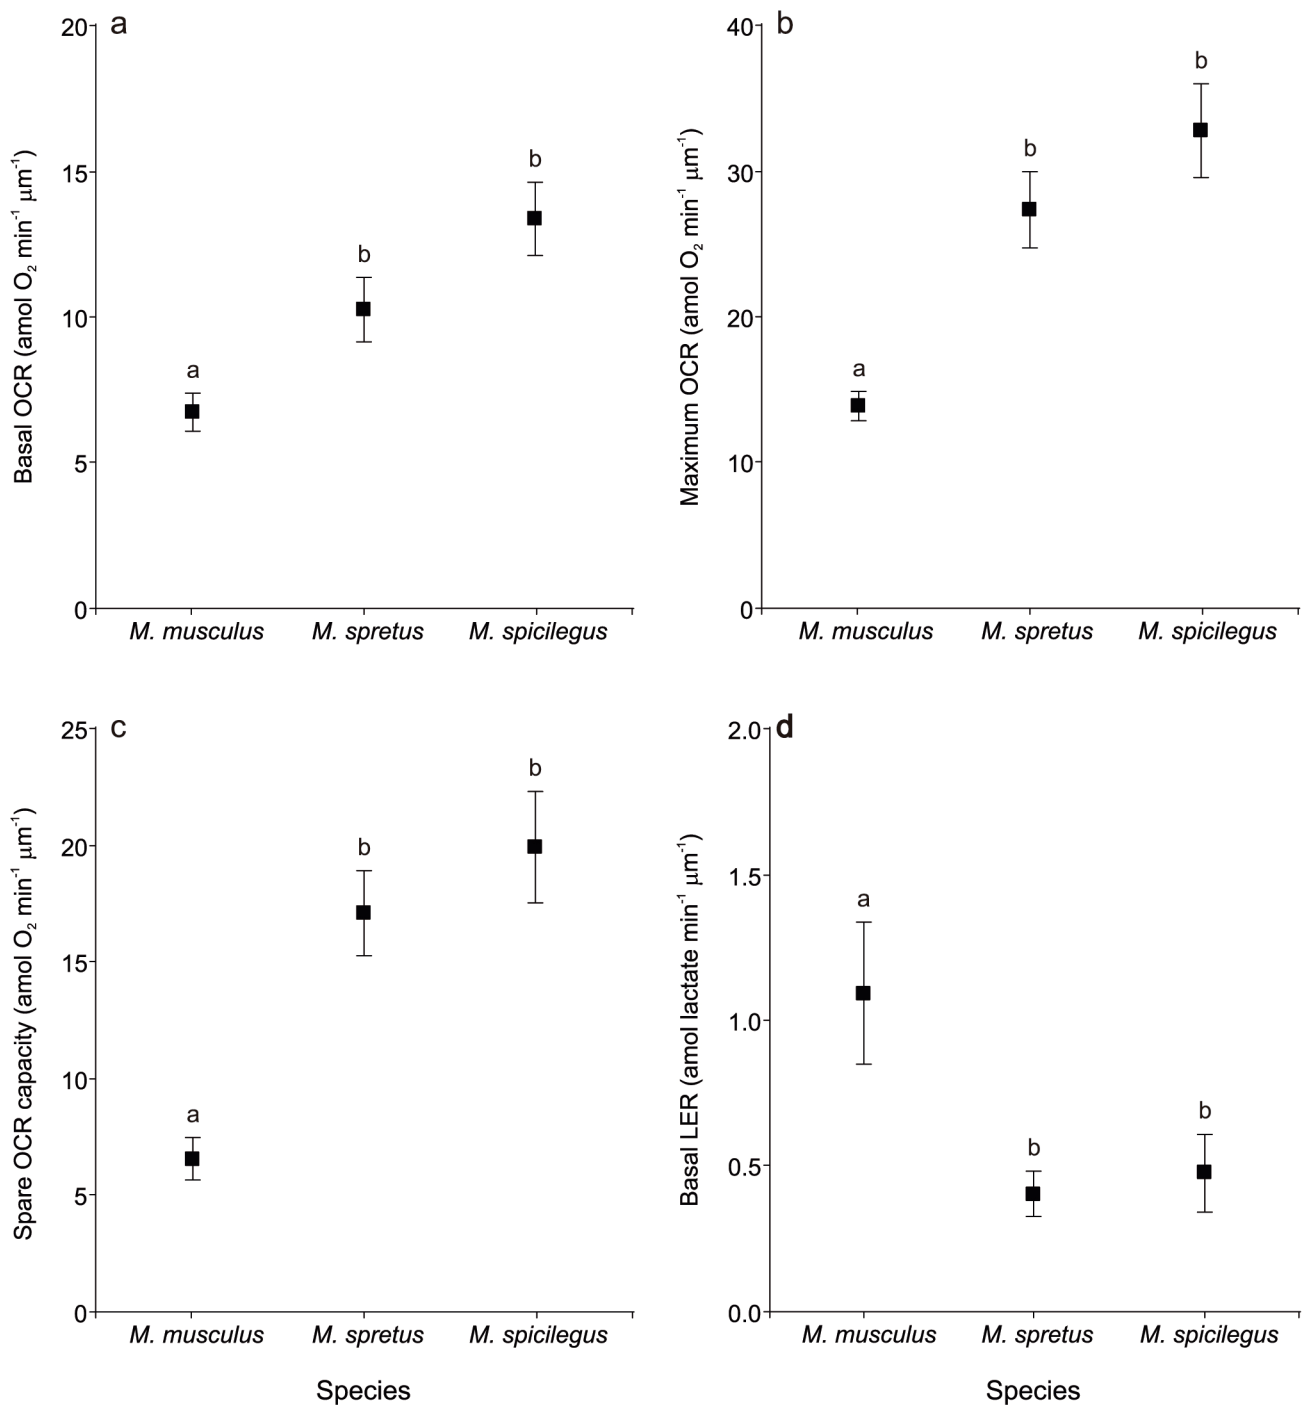 a
20
15
10
5
0
Basal OCR (amol O₂ min⁻¹ μm⁻¹)
a
b
b
M. musculus
M. spretus
M. spicilegus
b
40
30
20
10
0
Maximum OCR (amol O₂ min⁻¹ μm⁻¹)
a
b
b
M. musculus
M. spretus
M. spicilegus
c
25
20
15
10
5
0
Spare OCR capacity (amol O₂ min⁻¹ μm⁻¹)
a
b
b
M. musculus
M. spretus
M. spicilegus
Species
d
2.0
1.5
1.0
0.5
0.0
Basal LER (amol lactate min⁻¹ μm⁻¹)
a
b
b
M. musculus
M. spretus
M. spicilegus
Species